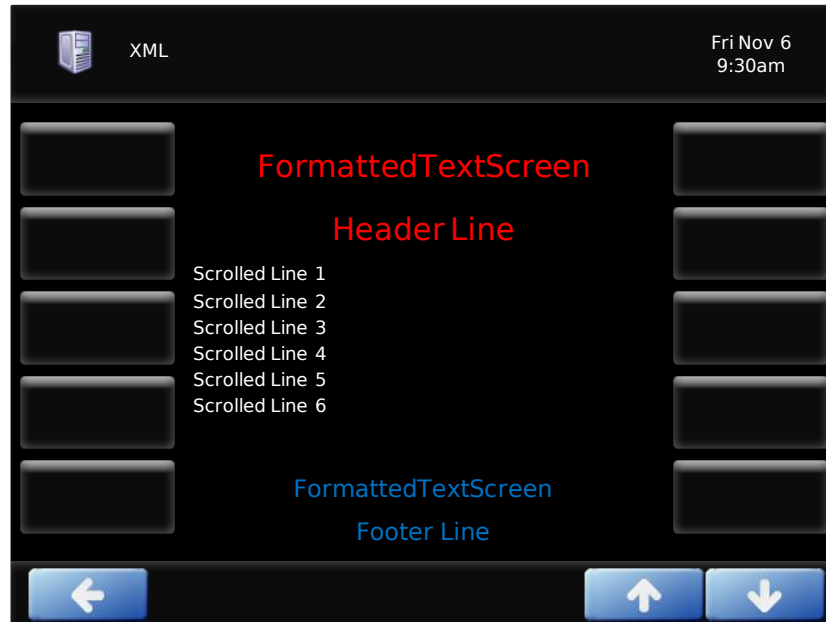 XML
Fri Nov 6
9:30am
FormattedTextScreen
Header Line
Scrolled Line 1
Scrolled Line 2
Scrolled Line 3
Scrolled Line 4
Scrolled Line 5
Scrolled Line 6
FormattedTextScreen
Footer Line